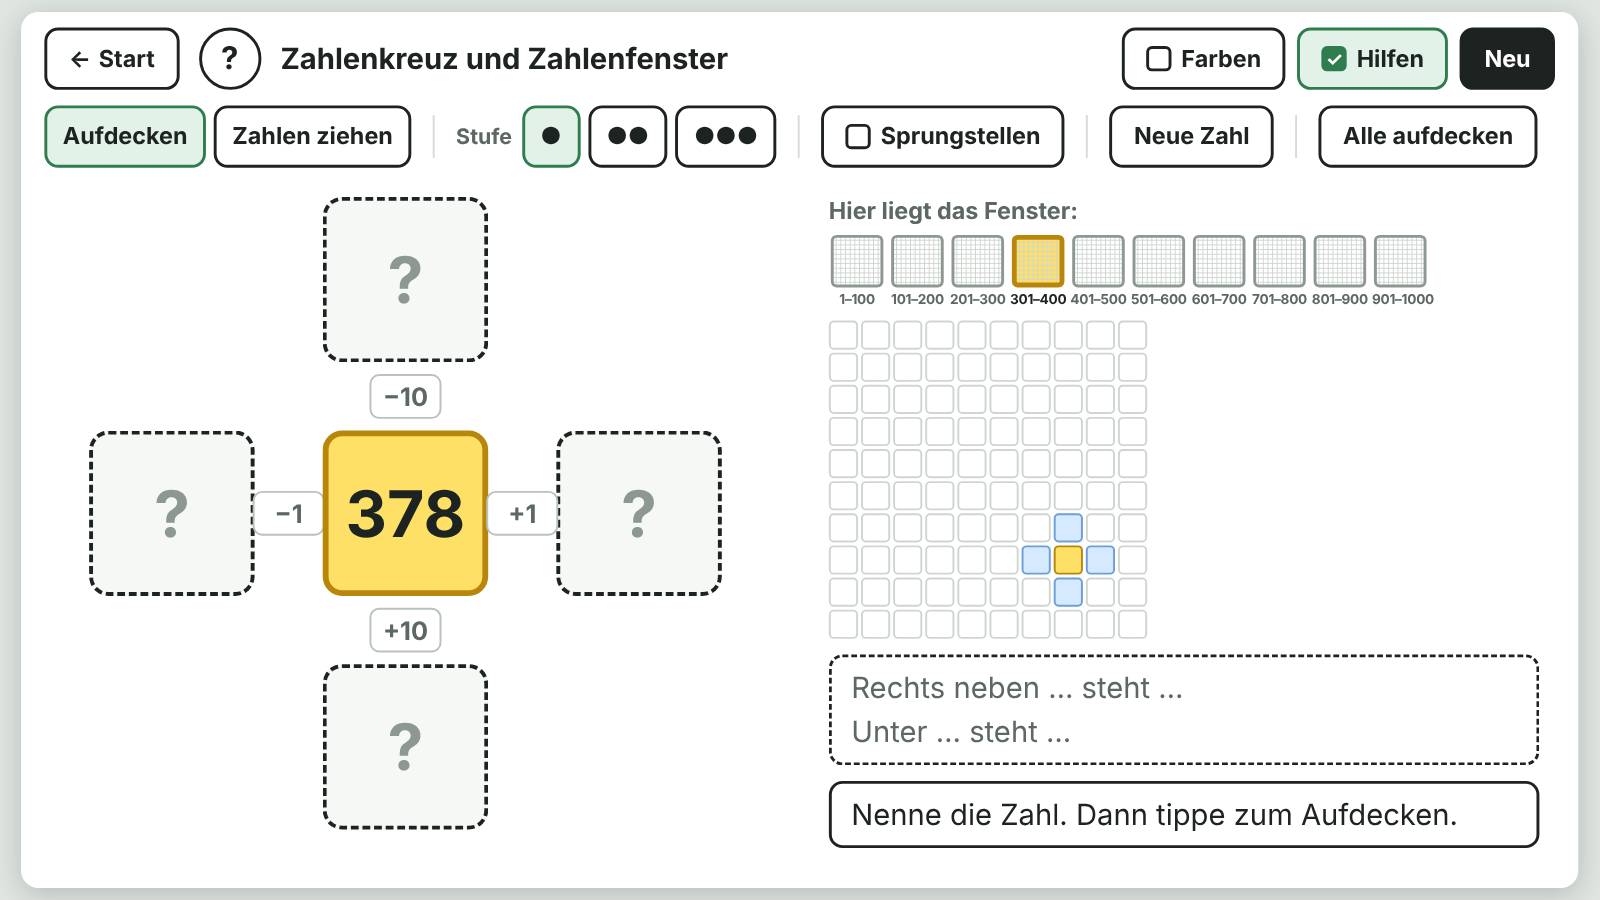 ← Start
?
Zahlenkreuz und Zahlenfenster
Farben
Hilfen
Neu
Aufdecken
Zahlen ziehen
Stufe
Sprungstellen
Neue Zahl
Alle aufdecken
?
−10
?
−1
378
+1
?
+10
?
Hier liegt das Fenster:
1–100 101–200 201–300 301–400 401–500 501–600 601–700 701–800 801–900 901–1000
Rechts neben ... steht ...
Unter ... steht ...
Nenne die Zahl. Dann tippe zum Aufdecken.